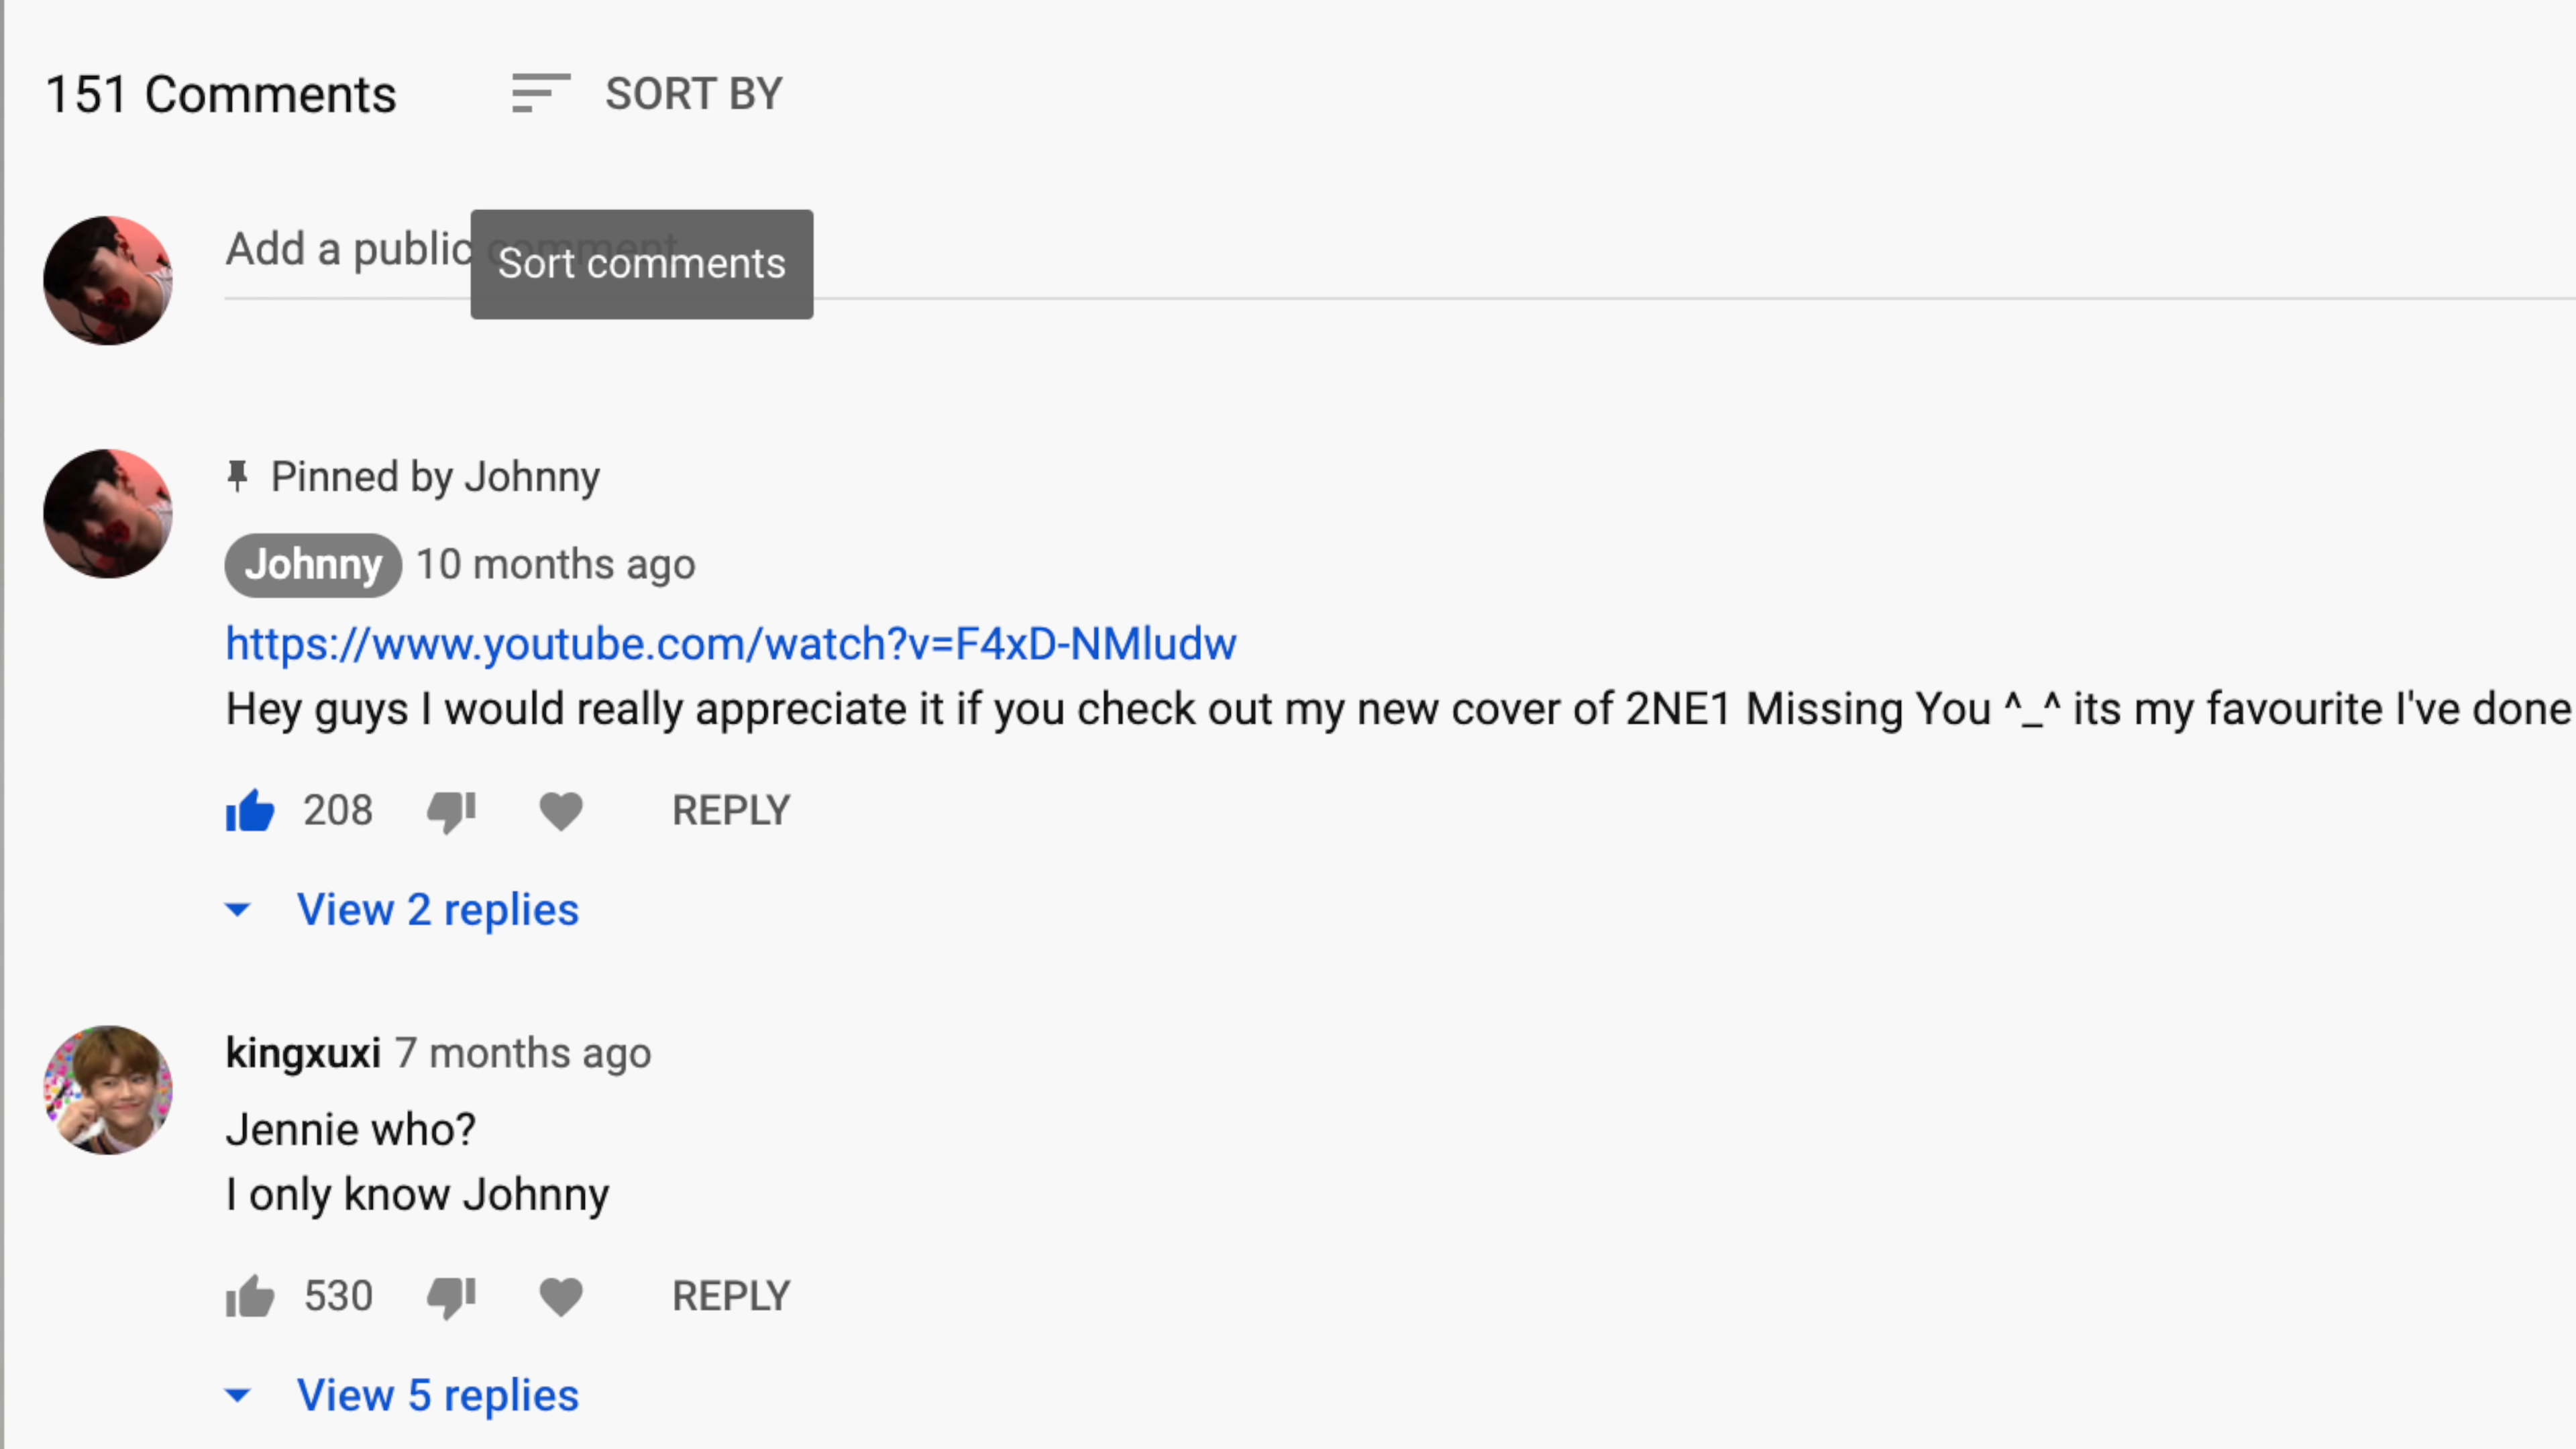 151 Comments SORT BY
Add a public comment...
Sort comments
Pinned by Johnny
Johnny 10 months ago
https://www.youtube.com/watch?v=F4xD-NMludw
Hey guys I would really appreciate it if you check out my new cover of 2NE1 Missing You ^_^ its my favourite I've done
208 REPLY
View 2 replies
kingxuxi 7 months ago
Jennie who?
I only know Johnny
530 REPLY
View 5 replies